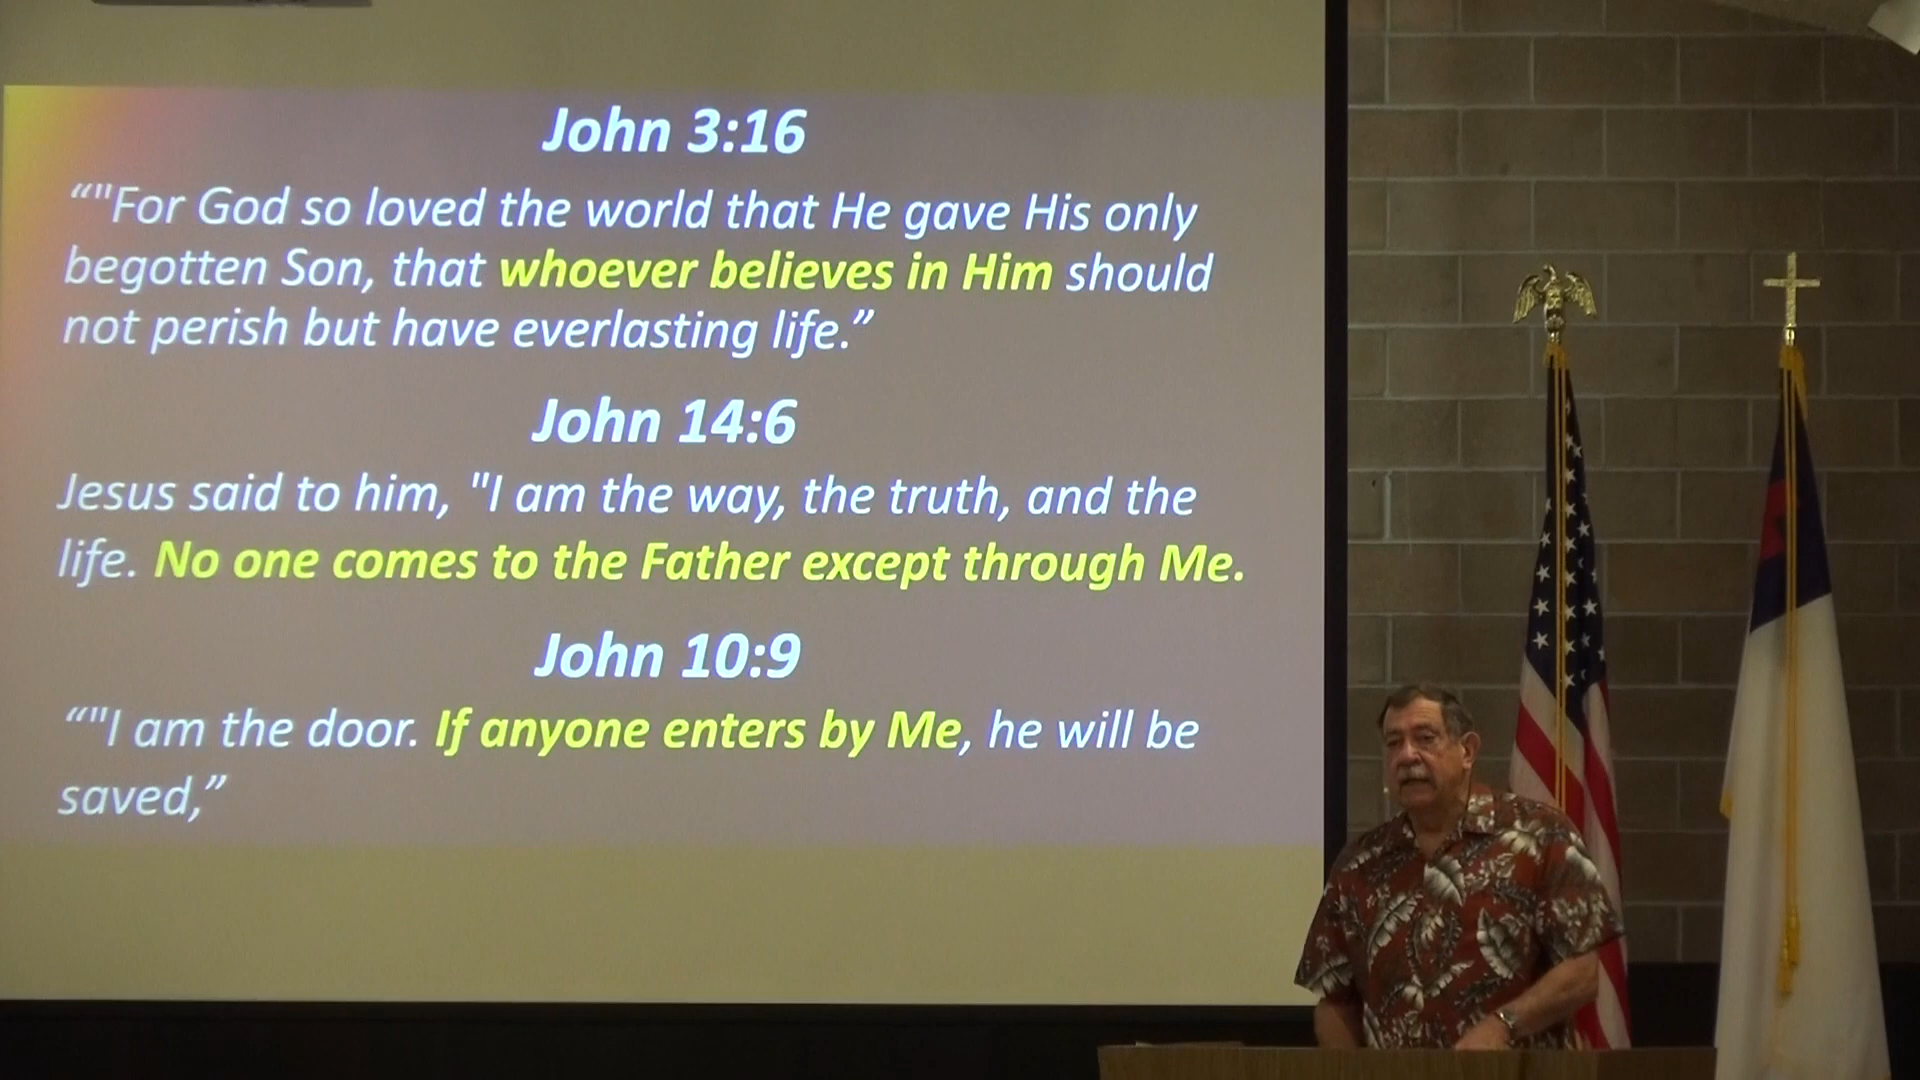 John 3:16
“"For God so loved the world that He gave His only
begotten Son, that whoever believes in Him should
not perish but have everlasting life.”
John 14:6
Jesus said to him, "I am the way, the truth, and the
life. No one comes to the Father except through Me.
John 10:9
“"I am the door. If anyone enters by Me, he will be
saved,”